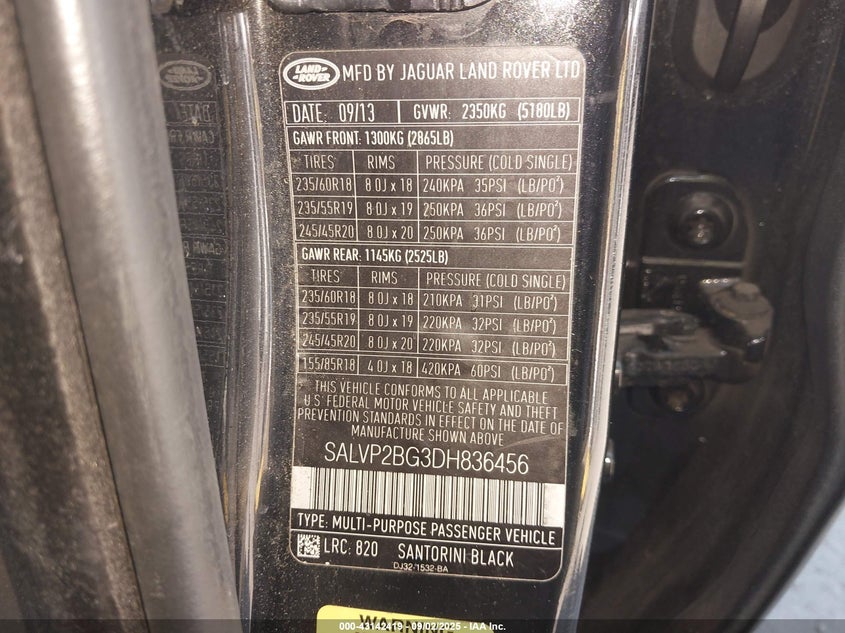 LAND ROVER MFD BY JAGUAR LAND ROVER LTD
DATE: 09/13 GVWR: 2350KG (5180LB)
GAWR FRONT: 1300KG (2865LB)
TIRES RIMS PRESSURE (COLD SINGLE)
235/60R18 8.0J x 18 240KPA 35PSI (LB/PO²)
235/55R19 8.0J x 19 250KPA 36PSI (LB/PO²)
245/45R20 8.0J x 20 250KPA 36PSI (LB/PO²)
GAWR REAR: 1145KG (2525LB)
TIRES RIMS PRESSURE (COLD SINGLE)
235/60R18 8.0J x 18 210KPA 31PSI (LB/PO²)
235/55R19 8.0J x 19 220KPA 32PSI (LB/PO²)
245/45R20 8.0J x 20 220KPA 32PSI (LB/PO²)
155/85R18 4.0J x 18 420KPA 60PSI (LB/PO²)
THIS VEHICLE CONFORMS TO ALL APPLICABLE
U.S. FEDERAL MOTOR VEHICLE SAFETY AND THEFT
PREVENTION STANDARDS IN EFFECT ON THE DATE OF
MANUFACTURE SHOWN ABOVE
SALVP2BG3DH836456
TYPE: MULTI-PURPOSE PASSENGER VEHICLE
LRC: 820 SANTORINI BLACK
DJ32-1532-BA
WARNING
000-43142419 - 09/02/2025 - IAA Inc.